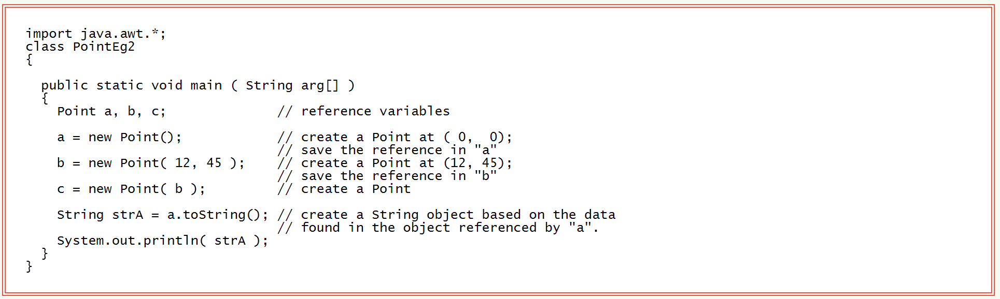 import java.awt.*;
class PointEg2
{
  public static void main ( String arg[] )
  {
    Point a, b, c;              // reference variables
    a = new Point();            // create a Point at ( 0,  0);
                                // save the reference in "a"
    b = new Point( 12, 45 );    // create a Point at (12, 45);
                                // save the reference in "b"
    c = new Point( b );         // create a Point
    String strA = a.toString(); // create a String object based on the data
                                // found in the object referenced by "a".
    System.out.println( strA );
  }
}